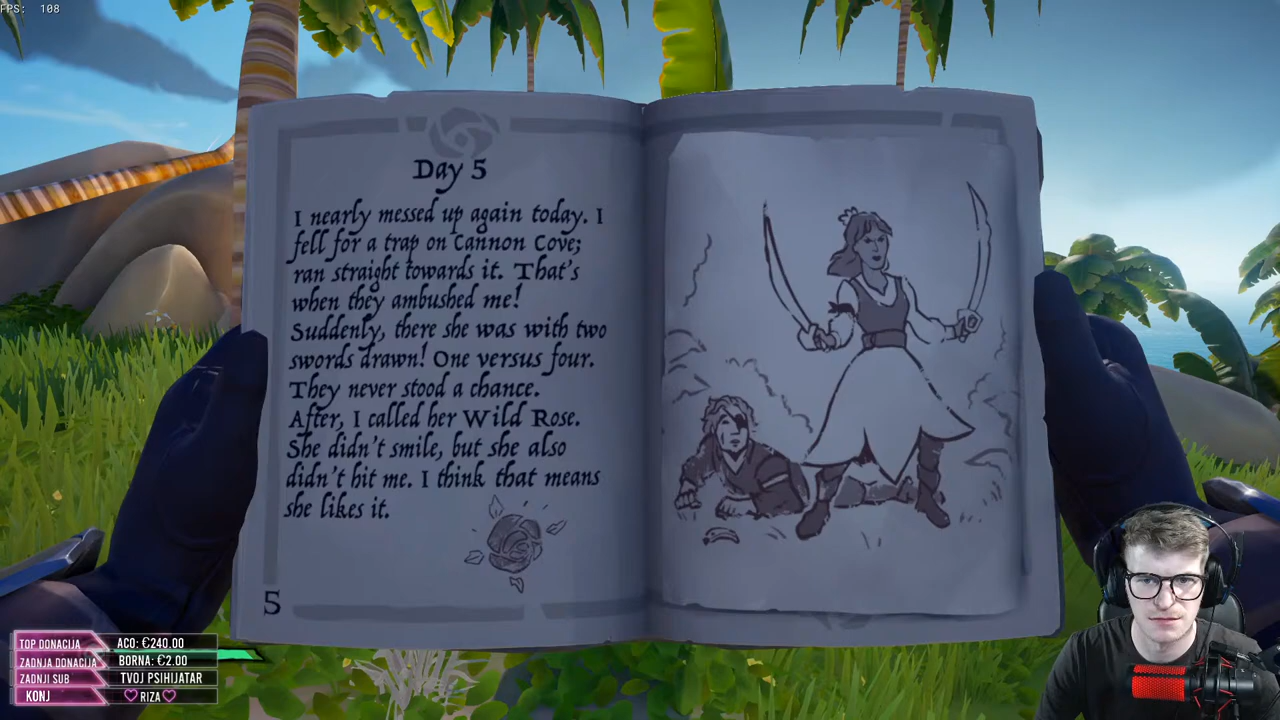 FPS: 108
Day 5
I nearly messed up again today. I
fell for a trap on Cannon Cove;
ran straight towards it. That's
when they ambushed me!
Suddenly, there she was with two
swords drawn! One versus four.
They never stood a chance.
After, I called her Wild Rose.
She didn't smile, but she also
didn't hit me. I think that means
she likes it.
5
TOP DONACIJA ACO: €240.00
ZADNJA DONACIJA BORNA: €2.00
ZADNJI SUB TVOJ PSIHIJATAR
KONJ ♡ RIZA ♡